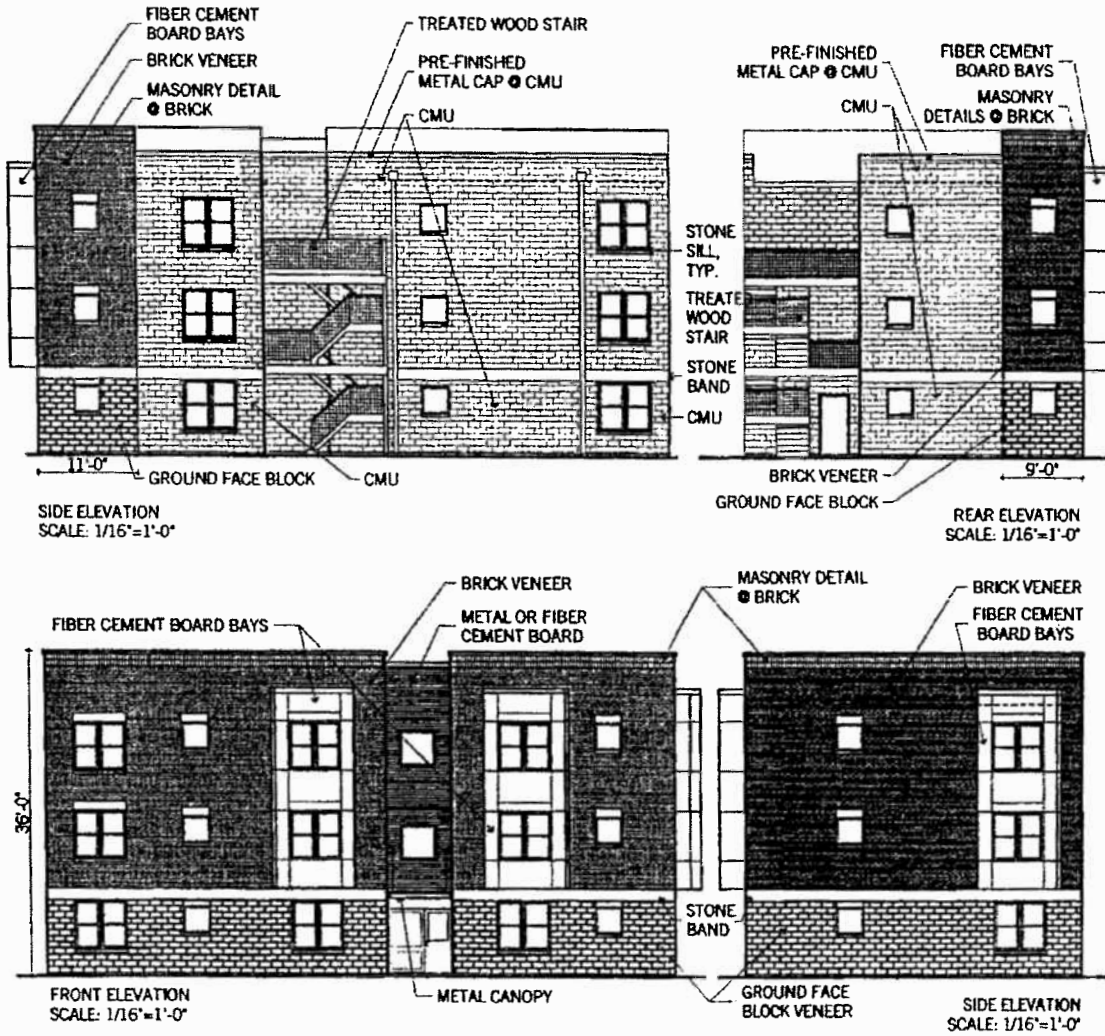 FIBER CEMENT
BOARD BAYS
BRICK VENEER
MASONRY DETAIL
@ BRICK
TREATED WOOD STAIR
PRE-FINISHED
METAL CAP @ CMU
CMU
PRE-FINISHED
METAL CAP @ CMU
CMU
FIBER CEMENT
BOARD BAYS
MASONRY
DETAILS @ BRICK
STONE
SILL,
TYP.
TREATED
WOOD
STAIR
STONE
BAND
CMU
11'-0"
GROUND FACE BLOCK
CMU
BRICK VENEER
GROUND FACE BLOCK
9'-0"
SIDE ELEVATION
SCALE: 1/16"=1'-0"
REAR ELEVATION
SCALE: 1/16"=1'-0"
FIBER CEMENT BOARD BAYS
BRICK VENEER
METAL OR FIBER
CEMENT BOARD
MASONRY DETAIL
@ BRICK
BRICK VENEER
FIBER CEMENT
BOARD BAYS
36'-0"
STONE
BAND
METAL CANOPY
GROUND FACE
BLOCK VENEER
FRONT ELEVATION
SCALE: 1/16"=1'-0"
SIDE ELEVATION
SCALE: 1/16"=1'-0"